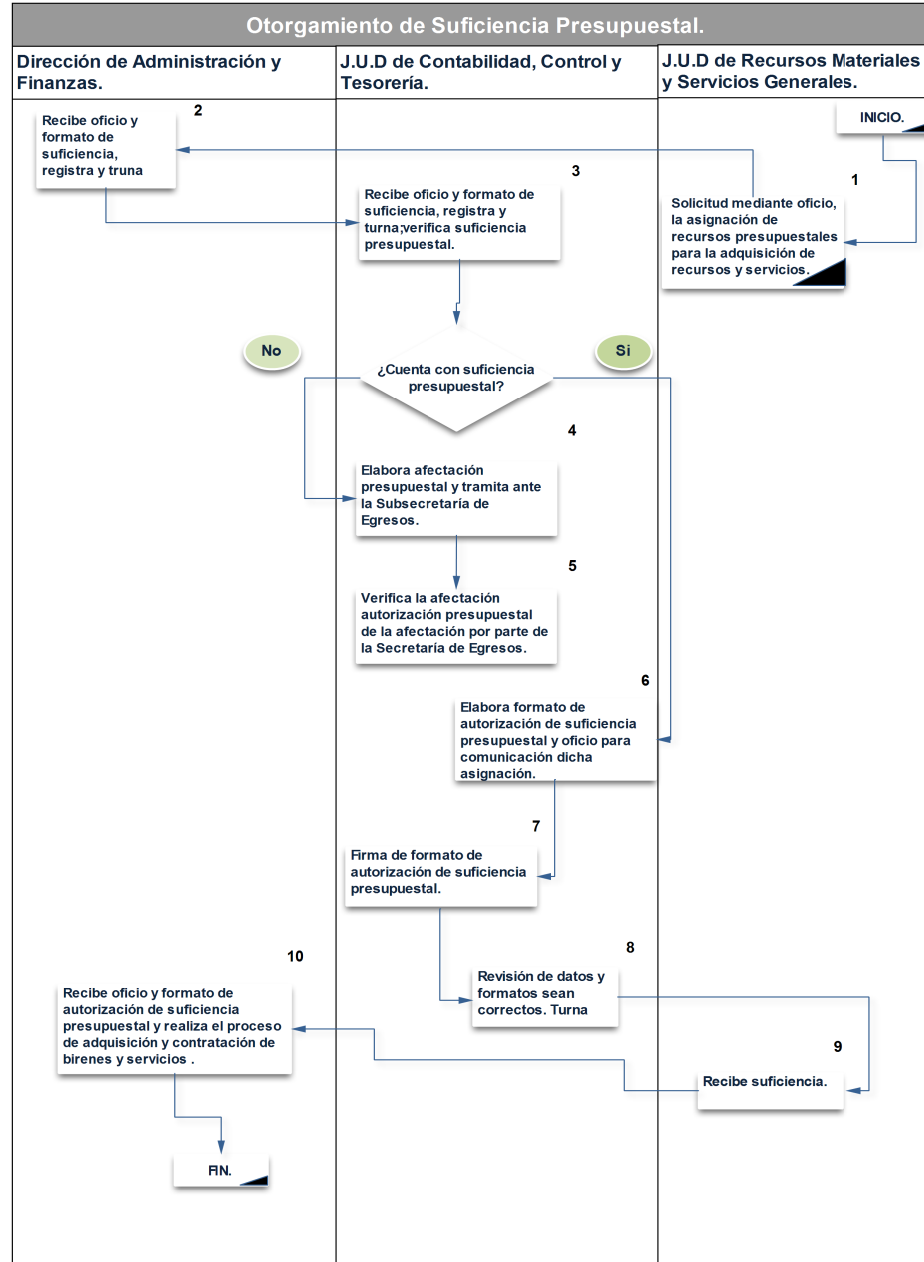 Otorgamiento de Suficiencia Presupuestal.
Dirección de Administración y
Finanzas.
J.U.D de Contabilidad, Control y
Tesorería.
J.U.D de Recursos Materiales
y Servicios Generales.
INICIO.
1
Solicitud mediante oficio,
la asignación de
recursos presupuestales
para la adquisición de
recursos y servicios.
2
Recibe oficio y
formato de
suficiencia,
registra y truna
3
Recibe oficio y formato de
suficiencia, registra y
turna;verifica suficiencia
presupuestal.
No
Si
¿Cuenta con suficiencia
presupuestal?
4
Elabora afectación
presupuestal y tramita ante
la Subsecretaría de
Egresos.
5
Verifica la afectación
autorización presupuestal
de la afectación por parte de
la Secretaría de Egresos.
6
Elabora formato de
autorización de suficiencia
presupuestal y oficio para
comunicación dicha
asignación.
7
Firma de formato de
autorización de suficiencia
presupuestal.
8
Revisión de datos y
formatos sean
correctos. Turna
9
Recibe suficiencia.
10
Recibe oficio y formato de
autorización de suficiencia
presupuestal y realiza el proceso
de adquisición y contratación de
birenes y servicios .
FIN.